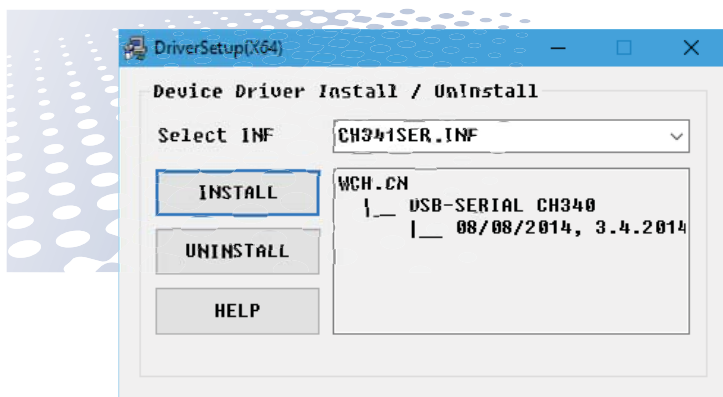 DriverSetup(X64)
Device Driver Install / UnInstall
Select INF
CH341SER.INF
INSTALL
WCH.CN
|__ USB-SERIAL CH340
|__ 08/08/2014, 3.4.2014
UNINSTALL
HELP